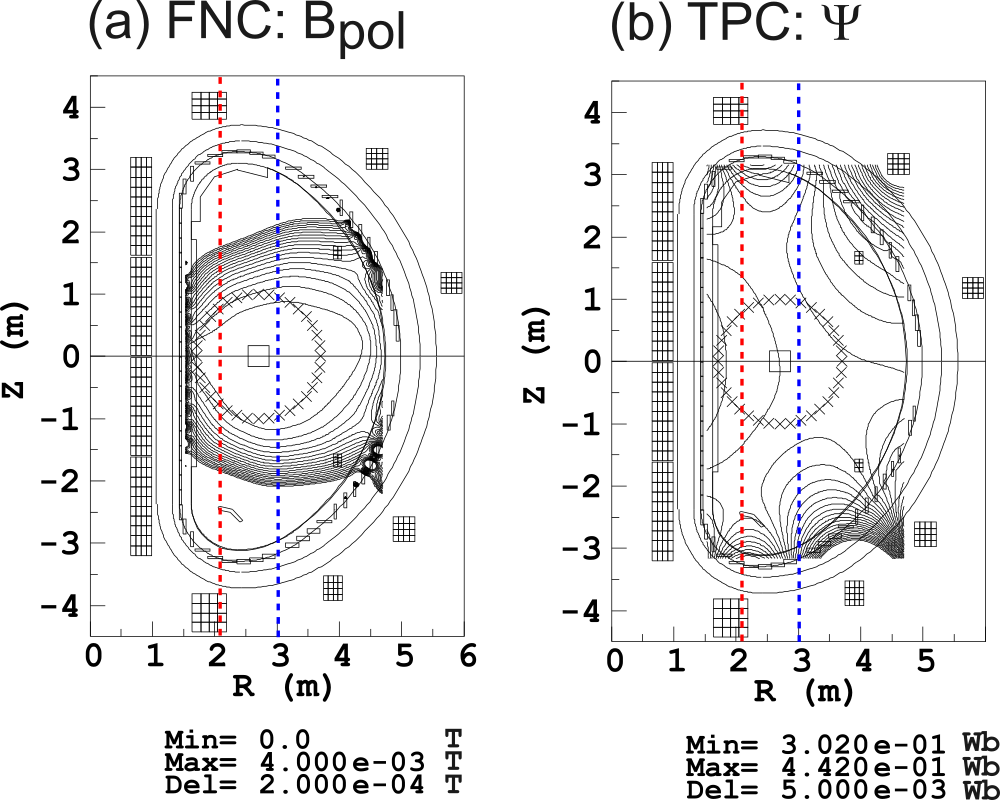 (a) FNC: Bpol
(b) TPC: Ψ
4
3
2
1
0
-1
-2
-3
-4
Z (m)
0 1 2 3 4 5 6
R (m)
Min= 0.0 T
Max= 4.000e-03 T
Del= 2.000e-04 T
4
3
2
1
0
-1
-2
-3
-4
Z (m)
0 1 2 3 4 5
R (m)
Min= 3.020e-01 Wb
Max= 4.420e-01 Wb
Del= 5.000e-03 Wb